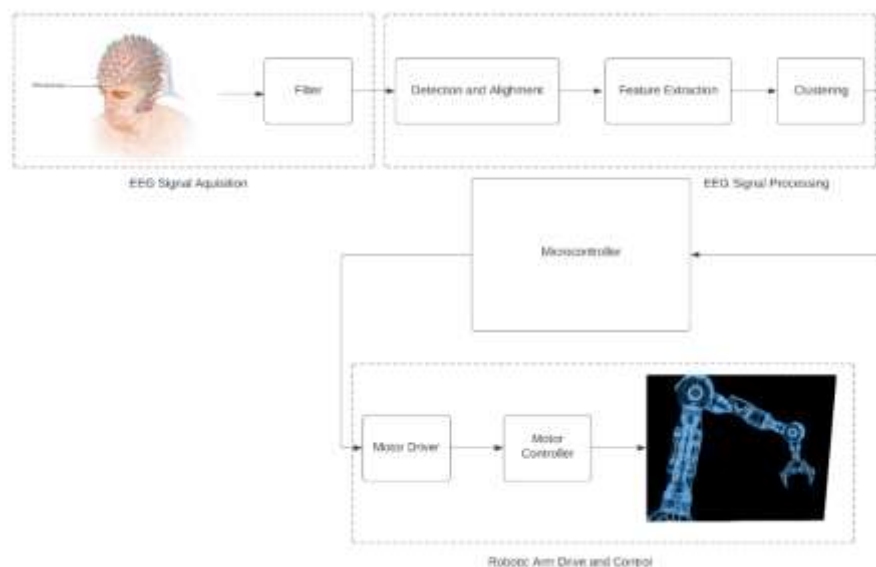 Filter
Detection and Alighment
Feature Extraction
Clustering
EEG Signal Aquisition
EEG Signal Processing
Microcontroller
Motor Driver
Motor
Controller
Robotic Arm Drive and Control